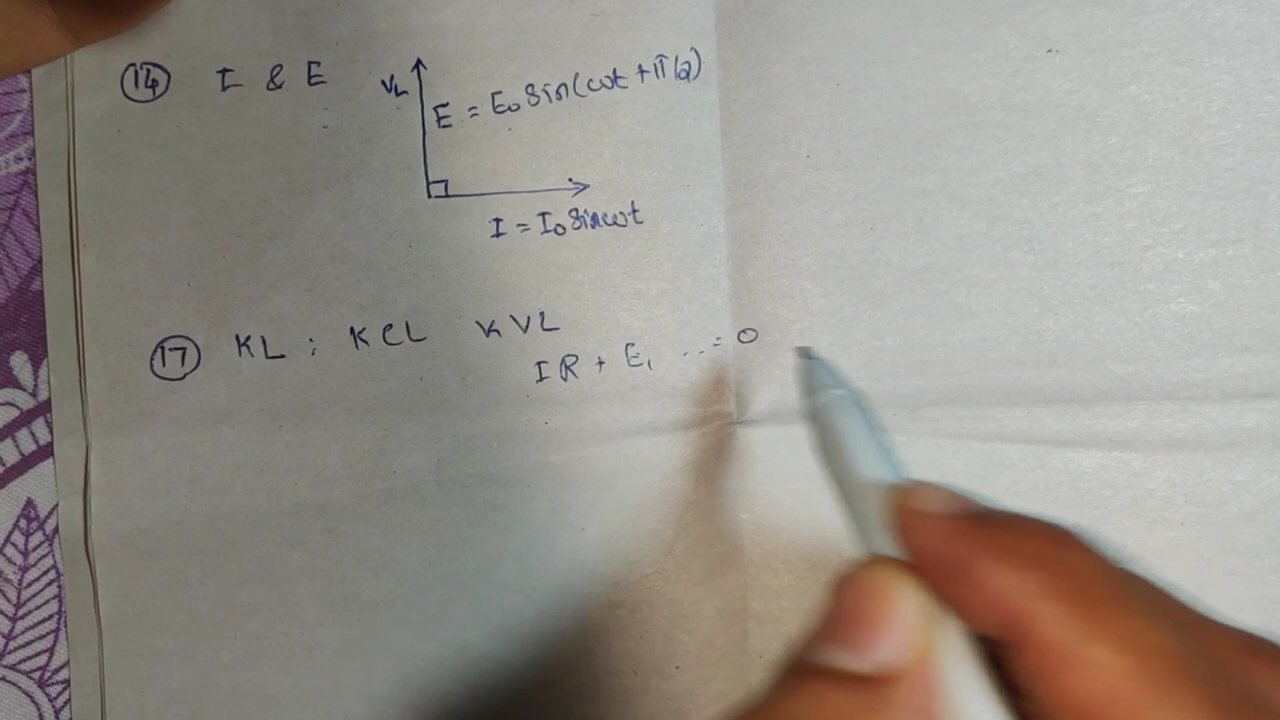 14 I & E
VL
E = E0 Sin(ωt + π/2)
I = I0 Sinωt
17 KL : KCL KVL
IR + E1 ... = 0